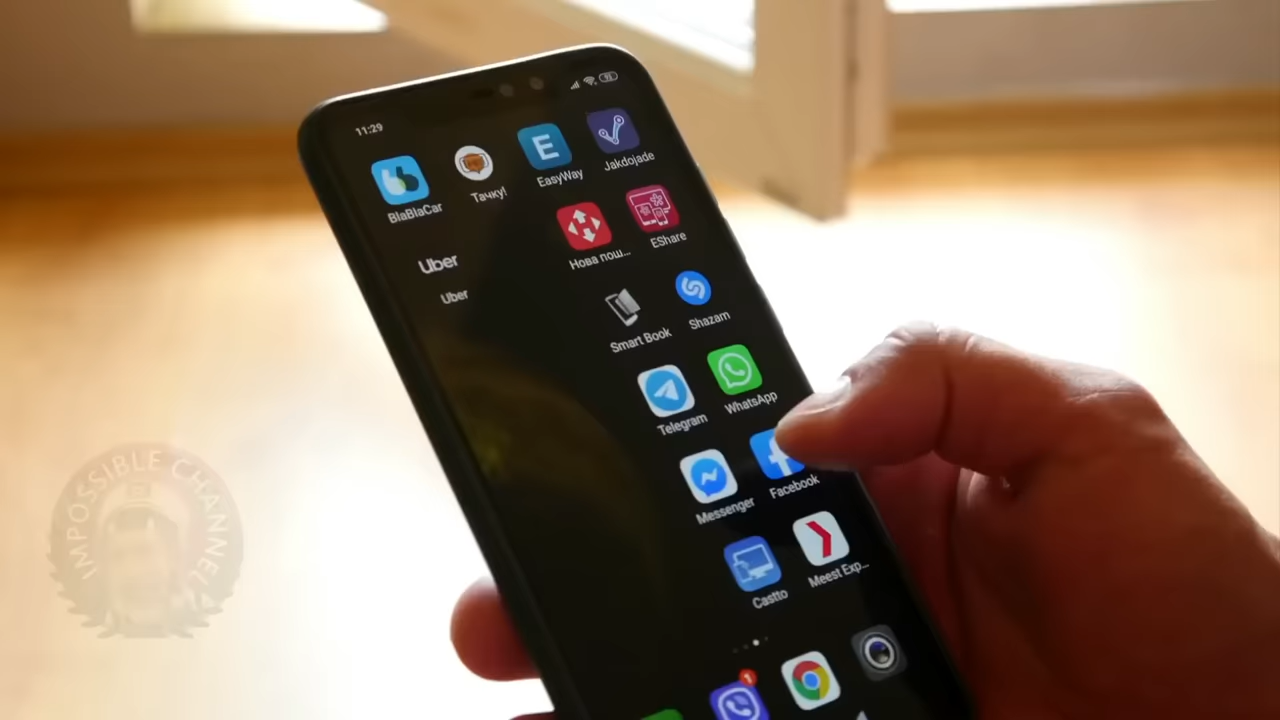 11:29
BlaBlaCar
Тачку!
E
EasyWay
Jakdojade
Uber
Uber
Нова пош...
EShare
Smart Book
Shazam
Telegram
WhatsApp
Messenger
Facebook
Castto
Meest Exp...
1
IMPOSSIBLE CHANNEL